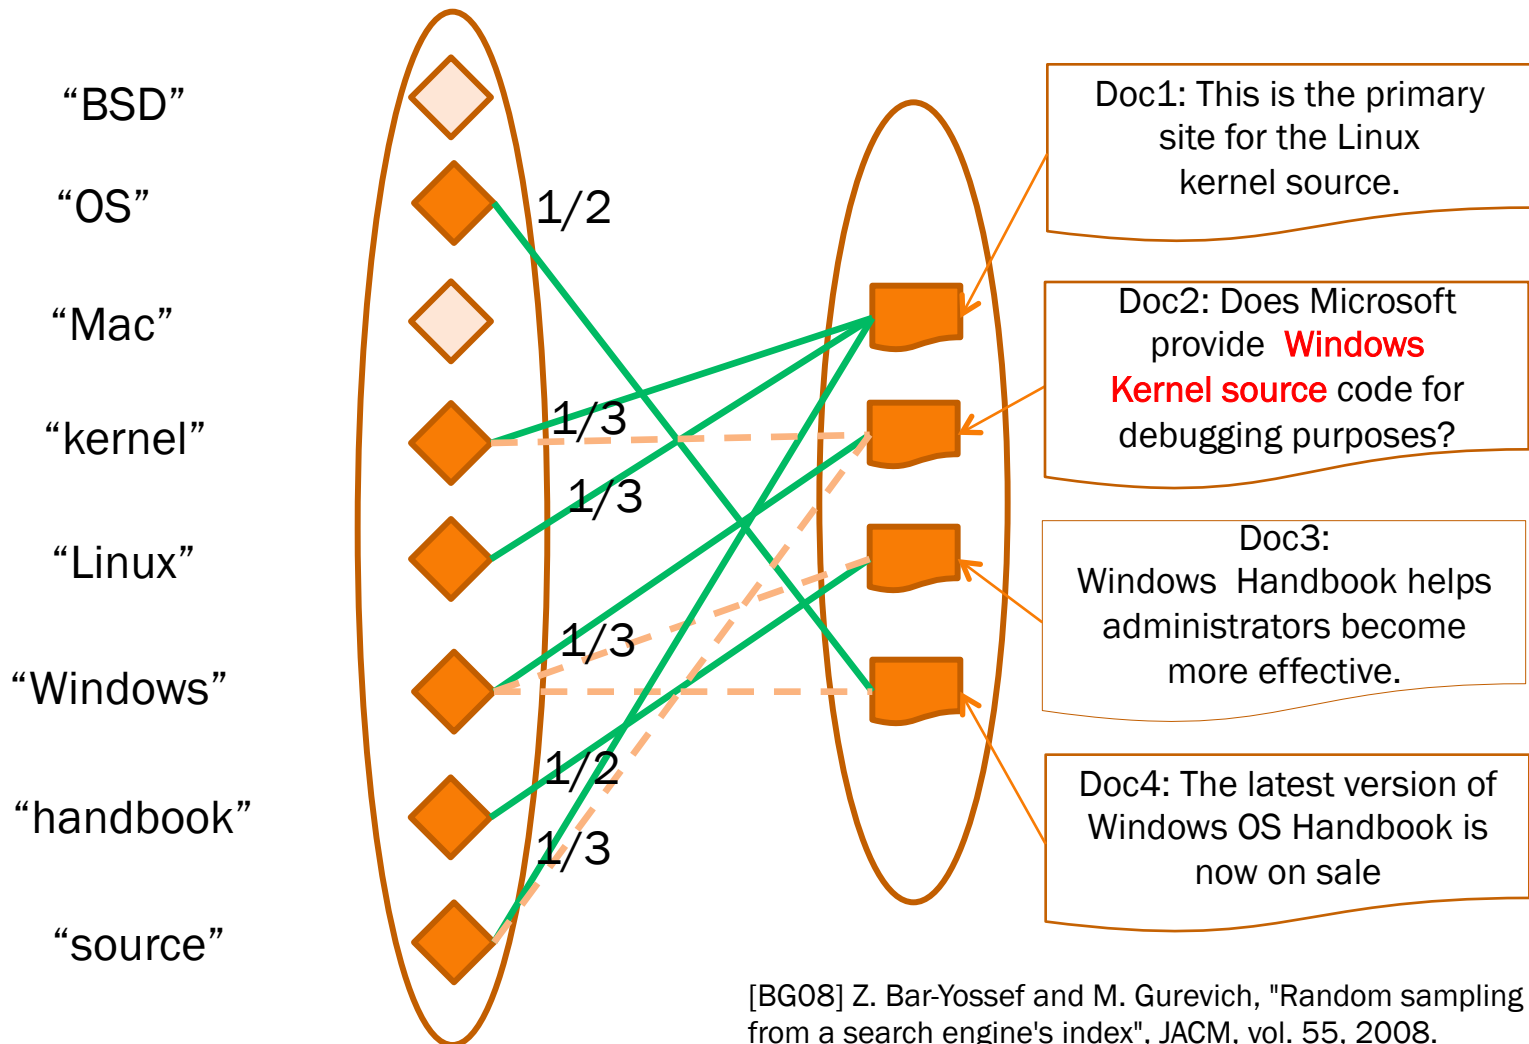 “BSD”
“OS”
“Mac”
“kernel”
“Linux”
“Windows”
“handbook”
“source”
1/2
1/3
1/3
1/3
1/2
1/3
Doc1: This is the primary
site for the Linux
kernel source.
Doc2: Does Microsoft
provide Windows
Kernel source code for
debugging purposes?
Doc3:
Windows Handbook helps
administrators become
more effective.
Doc4: The latest version of
Windows OS Handbook is
now on sale
[BG08] Z. Bar-Yossef and M. Gurevich, "Random sampling
from a search engine's index", JACM, vol. 55, 2008.